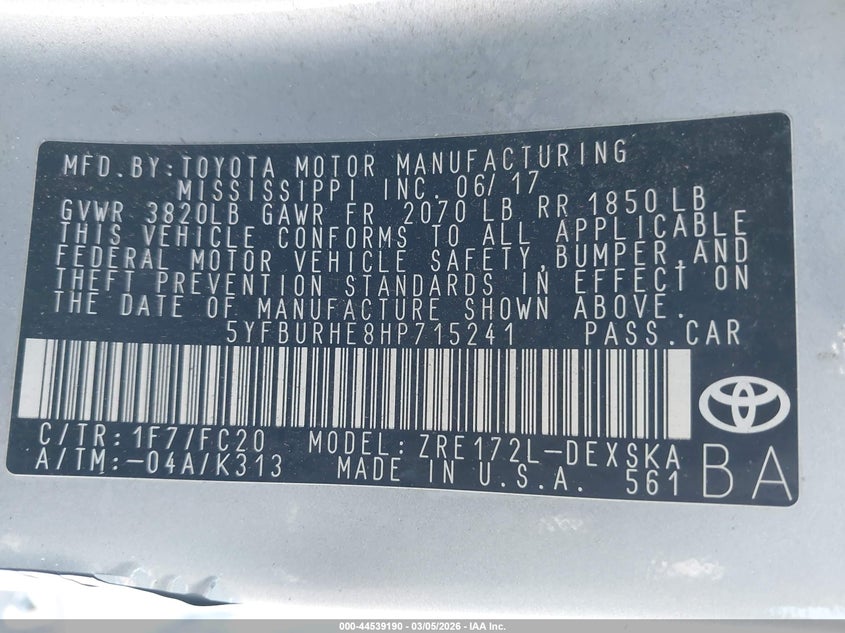 MFD. BY: TOYOTA MOTOR MANUFACTURING
MISSISSIPPI INC. 06/17
GVWR 3820LB GAWR FR 2070 LB RR 1850 LB
THIS VEHICLE CONFORMS TO ALL APPLICABLE
FEDERAL MOTOR VEHICLE SAFETY, BUMPER, AND
THEFT PREVENTION STANDARDS IN EFFECT ON
THE DATE OF MANUFACTURE SHOWN ABOVE.
5YFBURHE8HP715241 PASS.CAR
C/TR: 1F7/FC20 MODEL: ZRE172L-DEXSKA
A/TM: -04A/K313 MADE IN U.S.A. 561 BA
000-44539190 - 03/05/2026 - IAA Inc.